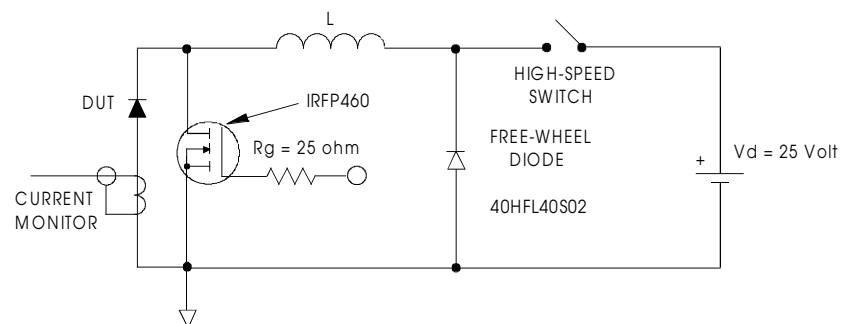 L
HIGH-SPEED
SWITCH
DUT
IRFP460
Rg = 25 ohm
FREE-WHEEL
DIODE
+
Vd = 25 Volt
CURRENT
MONITOR
40HFL40S02